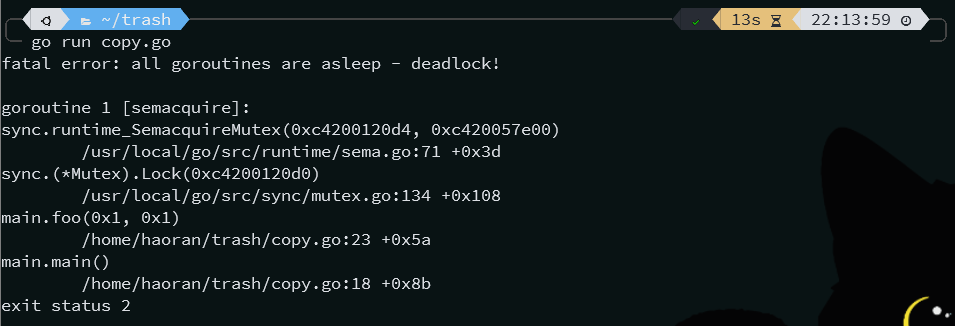 ~/trash 13s 22:13:59
go run copy.go
fatal error: all goroutines are asleep - deadlock!
goroutine 1 [semacquire]:
sync.runtime_SemacquireMutex(0xc4200120d4, 0xc420057e00)
/usr/local/go/src/runtime/sema.go:71 +0x3d
sync.(*Mutex).Lock(0xc4200120d0)
/usr/local/go/src/sync/mutex.go:134 +0x108
main.foo(0x1, 0x1)
/home/haoran/trash/copy.go:23 +0x5a
main.main()
/home/haoran/trash/copy.go:18 +0x8b
exit status 2